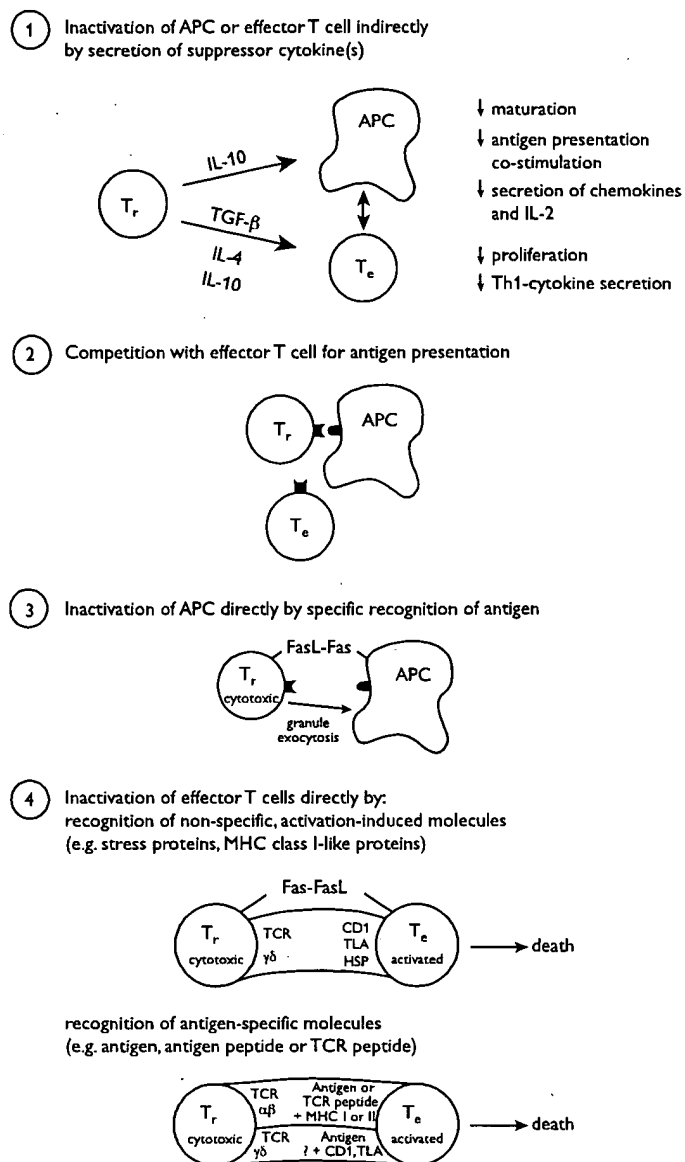 1
Inactivation of APC or effector T cell indirectly
by secretion of suppressor cytokine(s)
Tr
IL-10
TGF-β
IL-4
IL-10
APC
Te
↓ maturation
↓ antigen presentation
co-stimulation
↓ secretion of chemokines
and IL-2
↓ proliferation
↓ Th1-cytokine secretion
2
Competition with effector T cell for antigen presentation
Tr
APC
Te
3
Inactivation of APC directly by specific recognition of antigen
FasL-Fas
Tr
cytotoxic
APC
granule
exocytosis
4
Inactivation of effector T cells directly by:
recognition of non-specific, activation-induced molecules
(e.g. stress proteins, MHC class I-like proteins)
Fas-FasL
Tr
cytotoxic
TCR
γδ
CD1
TLA
HSP
Te
activated
death
recognition of antigen-specific molecules
(e.g. antigen, antigen peptide or TCR peptide)
Tr
cytotoxic
TCR
αβ
Antigen or
TCR peptide
+ MHC I or II
TCR
γδ
Antigen
? + CD1, TLA
Te
activated
death